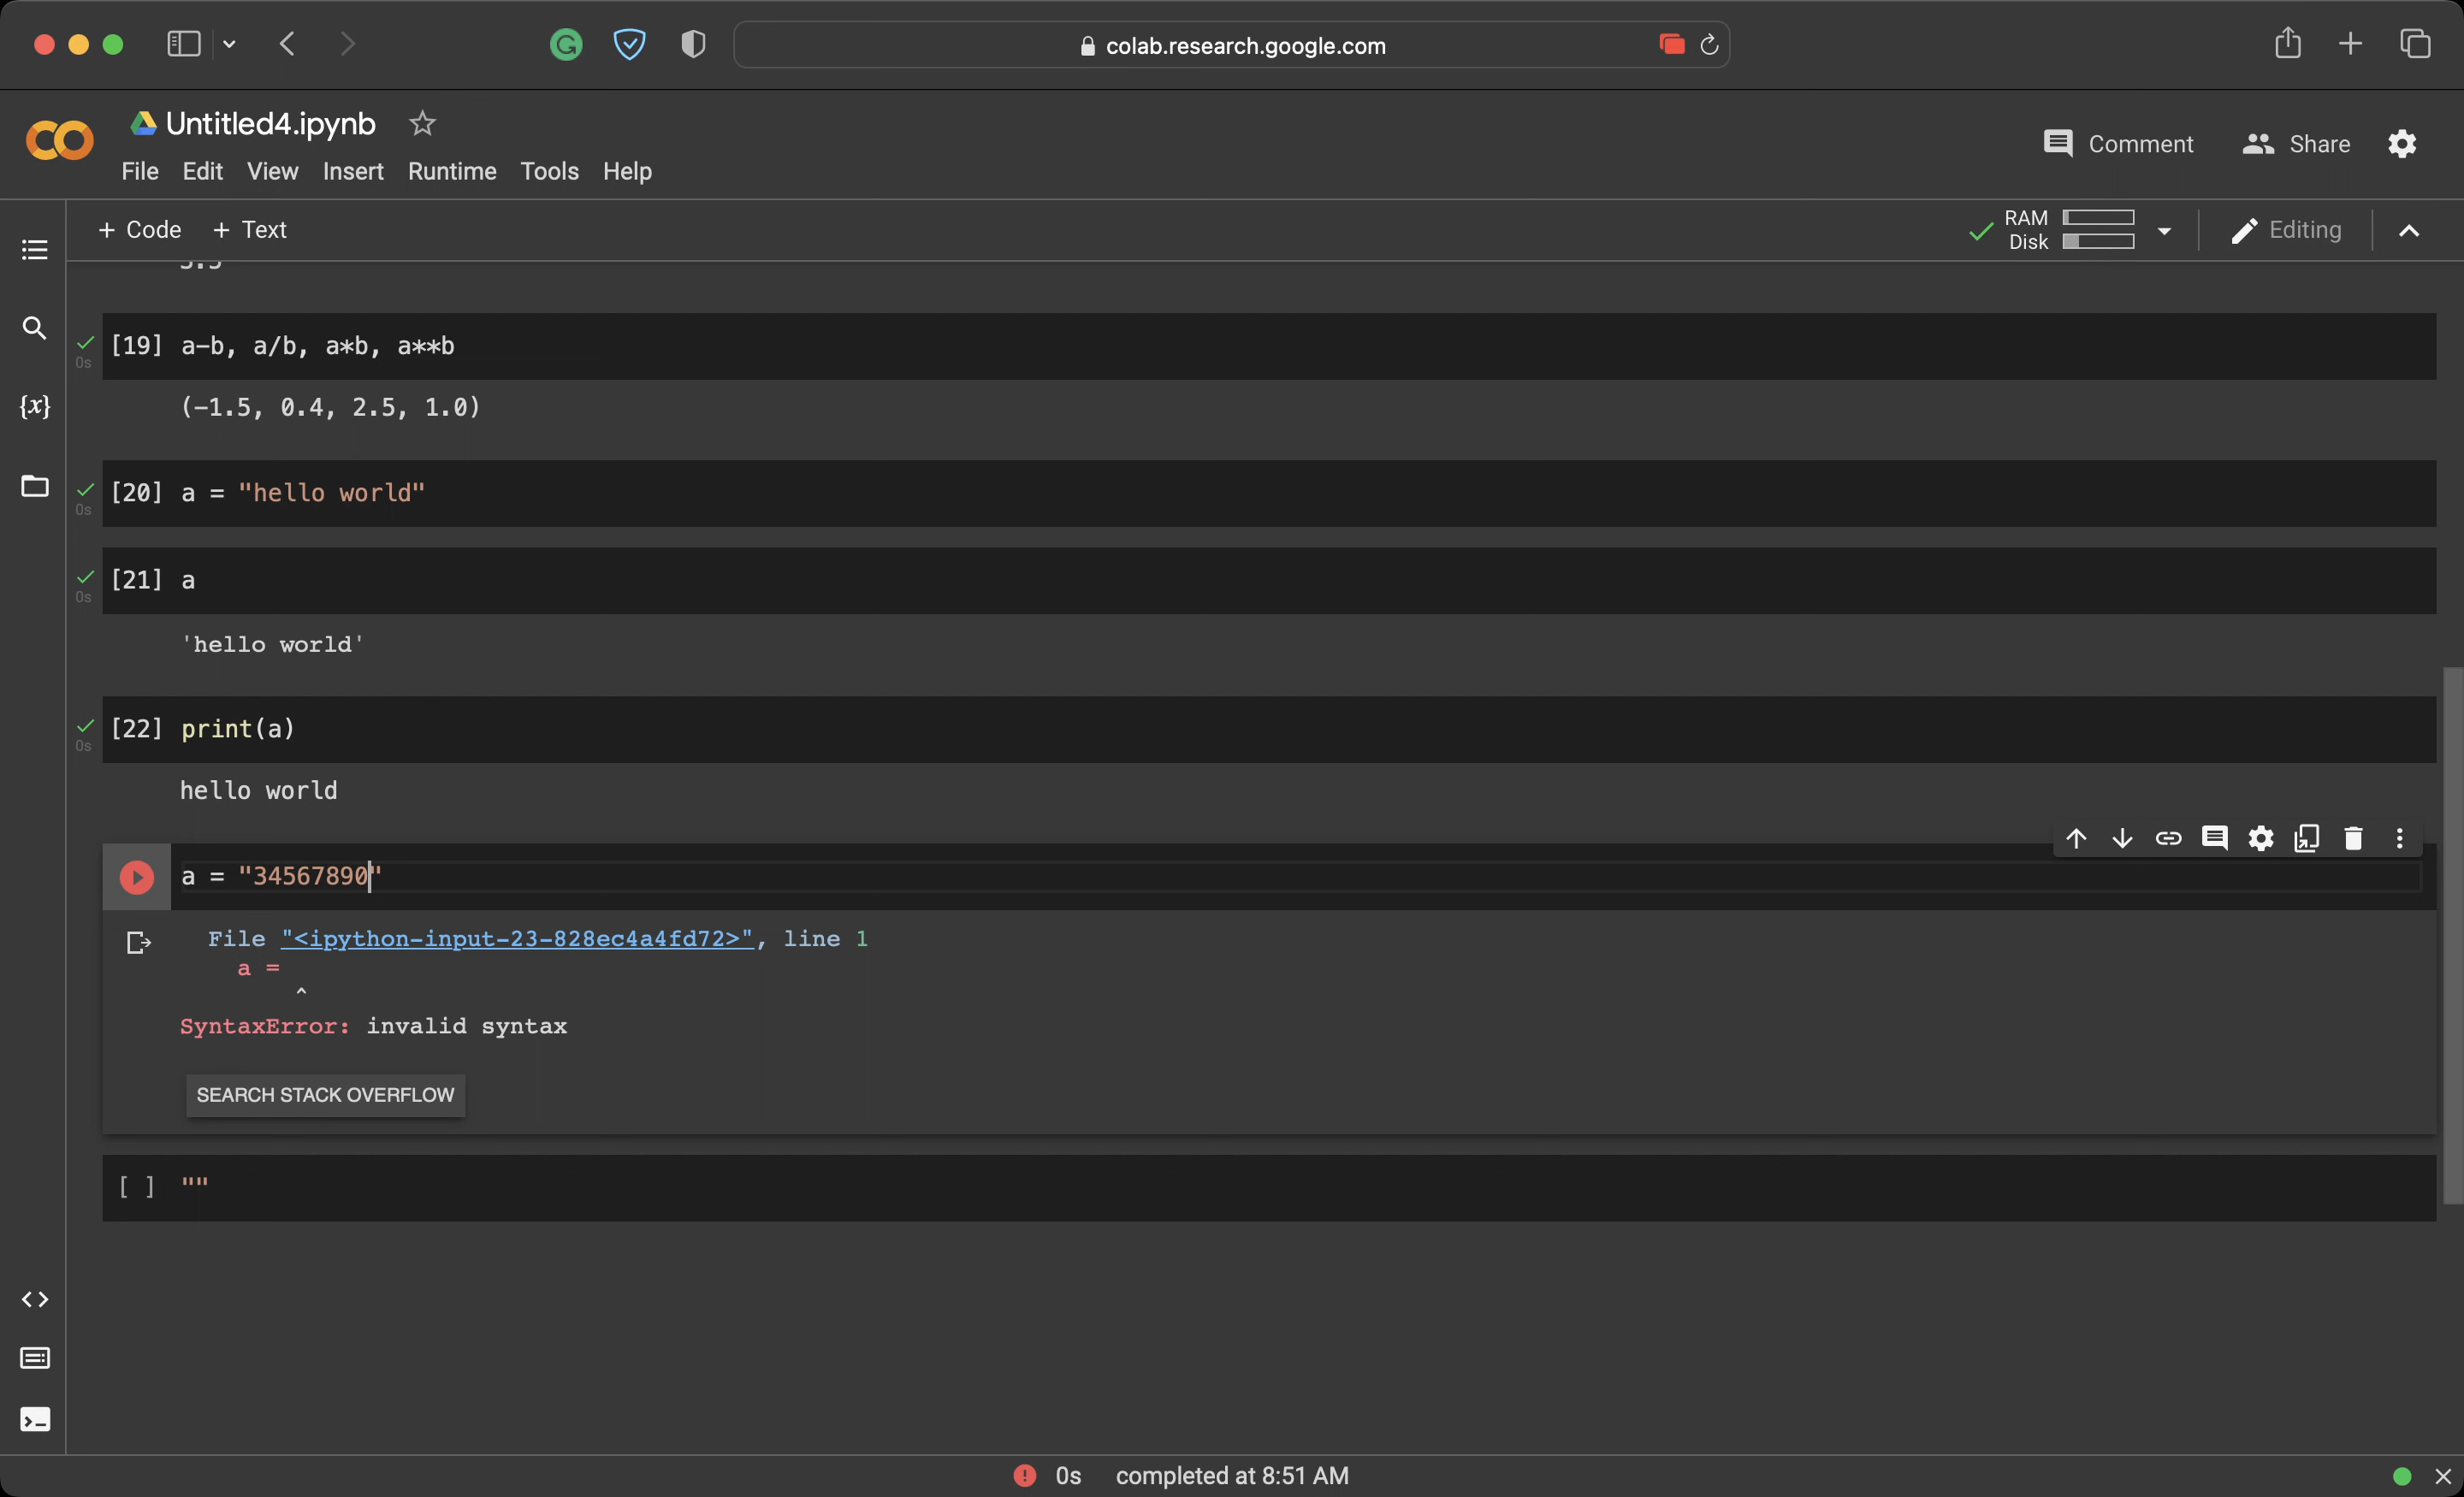 colab.research.google.com
Untitled4.ipynb
File Edit View Insert Runtime Tools Help
Comment Share
+ Code + Text
RAM
Disk
Editing
[19] a-b, a/b, a*b, a**b
0s
(-1.5, 0.4, 2.5, 1.0)
[20] a = "hello world"
0s
[21] a
0s
'hello world'
[22] print(a)
0s
hello world
a = "34567890"
File "<ipython-input-23-828ec4a4fd72>", line 1
a =
^
SyntaxError: invalid syntax
SEARCH STACK OVERFLOW
[ ] ""
0s completed at 8:51 AM